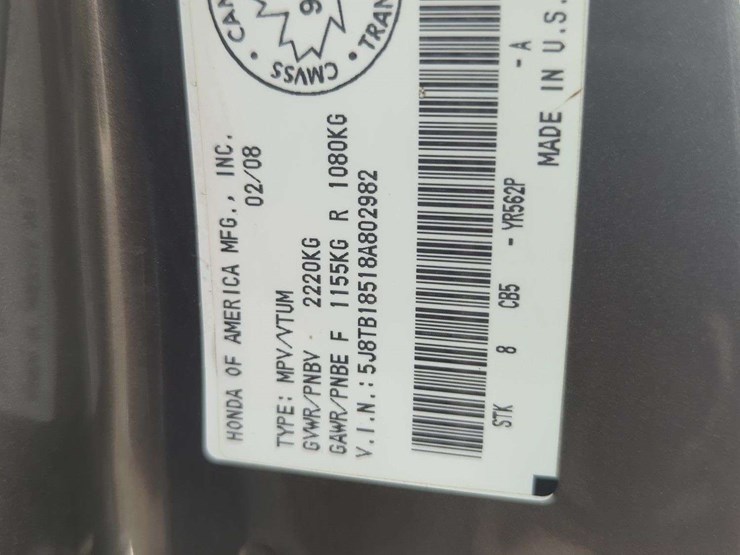 HONDA OF AMERICA MFG., INC.
02/08
TYPE: MPV/VTUM
GVWR/PNBV 2220KG
GAWR/PNBE F 1155KG R 1080KG
V.I.N.: 5J8TB18518A802982
STK 8 CB5 - YR562P - A
MADE IN U.S.
CMVSS